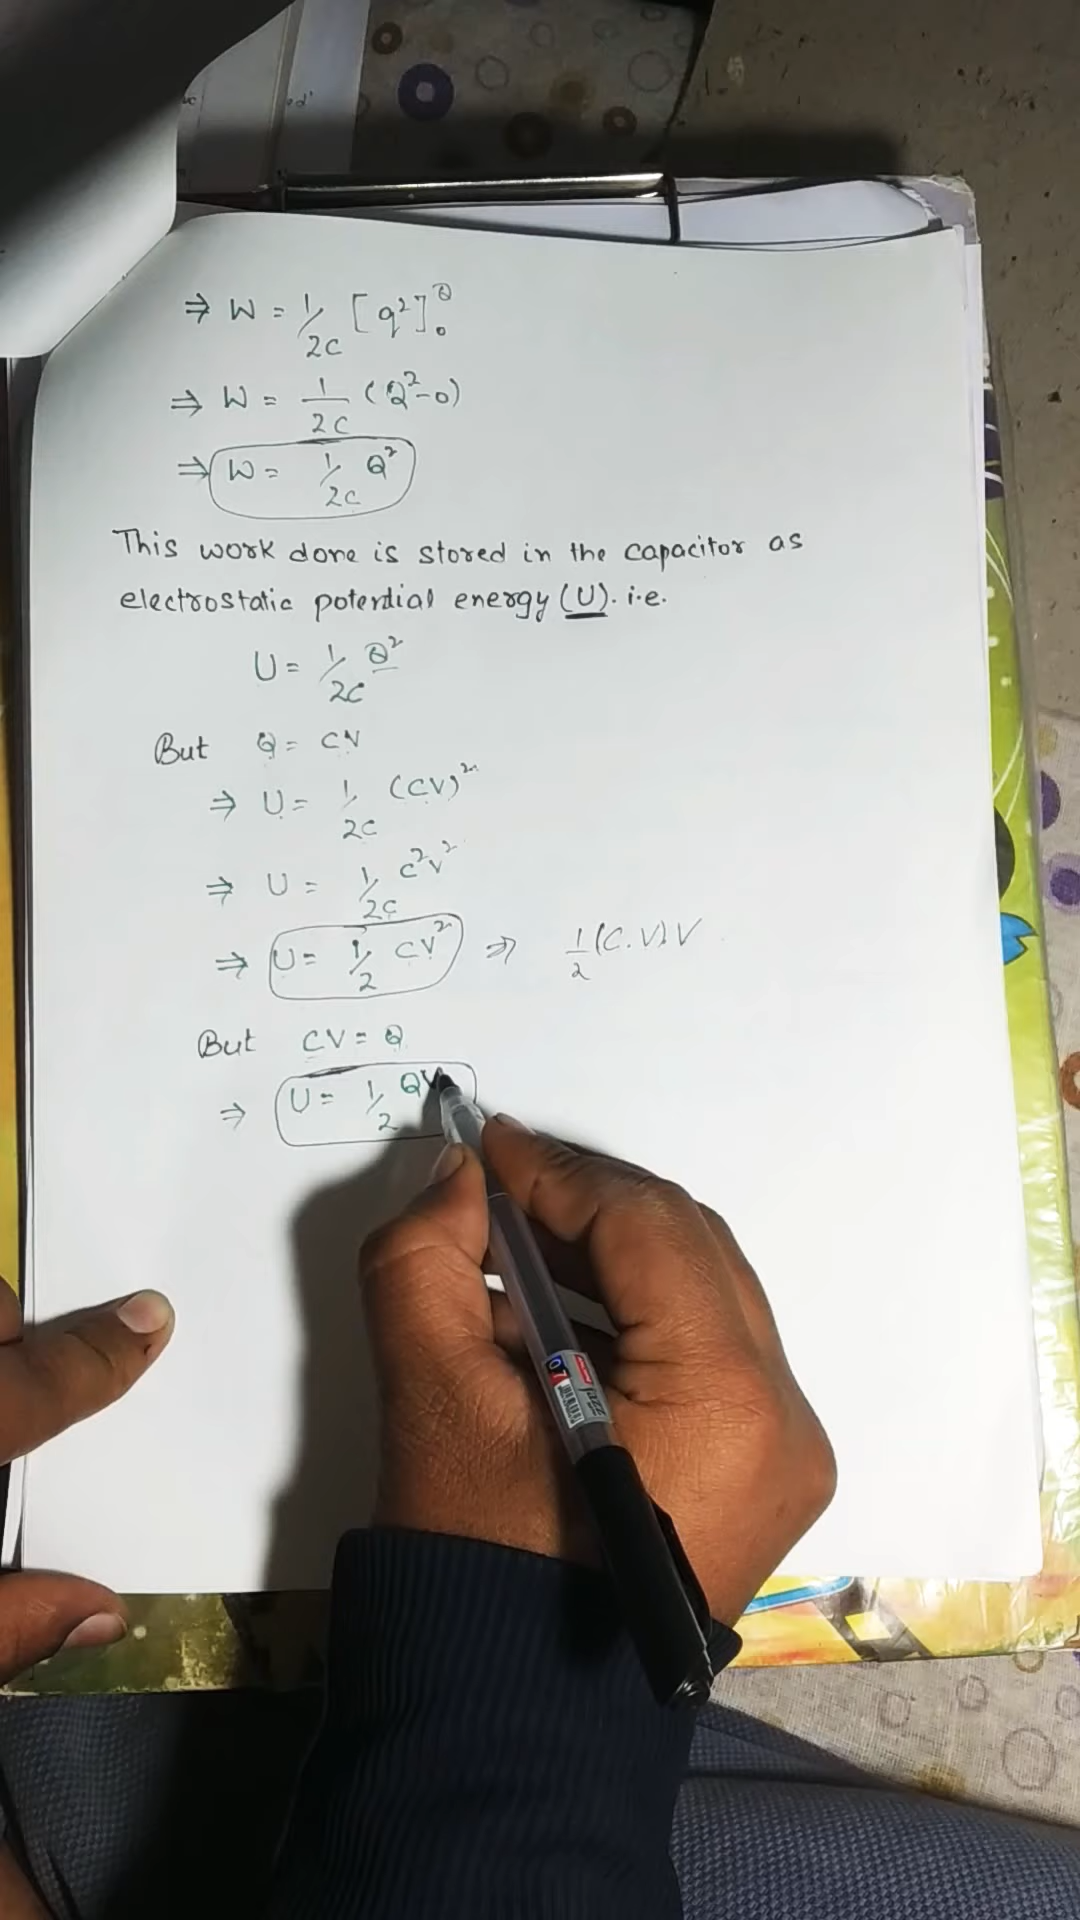 ⇒ W = 1/2C [q²]₀^Q
⇒ W = 1/2C (Q²-0)
⇒ W = 1/2C Q²
This work done is stored in the capacitor as
electrostatic potential energy (U). i.e.
U = 1/2C Q²
But Q = CV
⇒ U = 1/2C (CV)²
⇒ U = 1/2C C²V²
⇒ U = 1/2 CV² ⇒ 1/2 (C.V) V
But CV = Q
⇒ U = 1/2 QV
07
Jazz